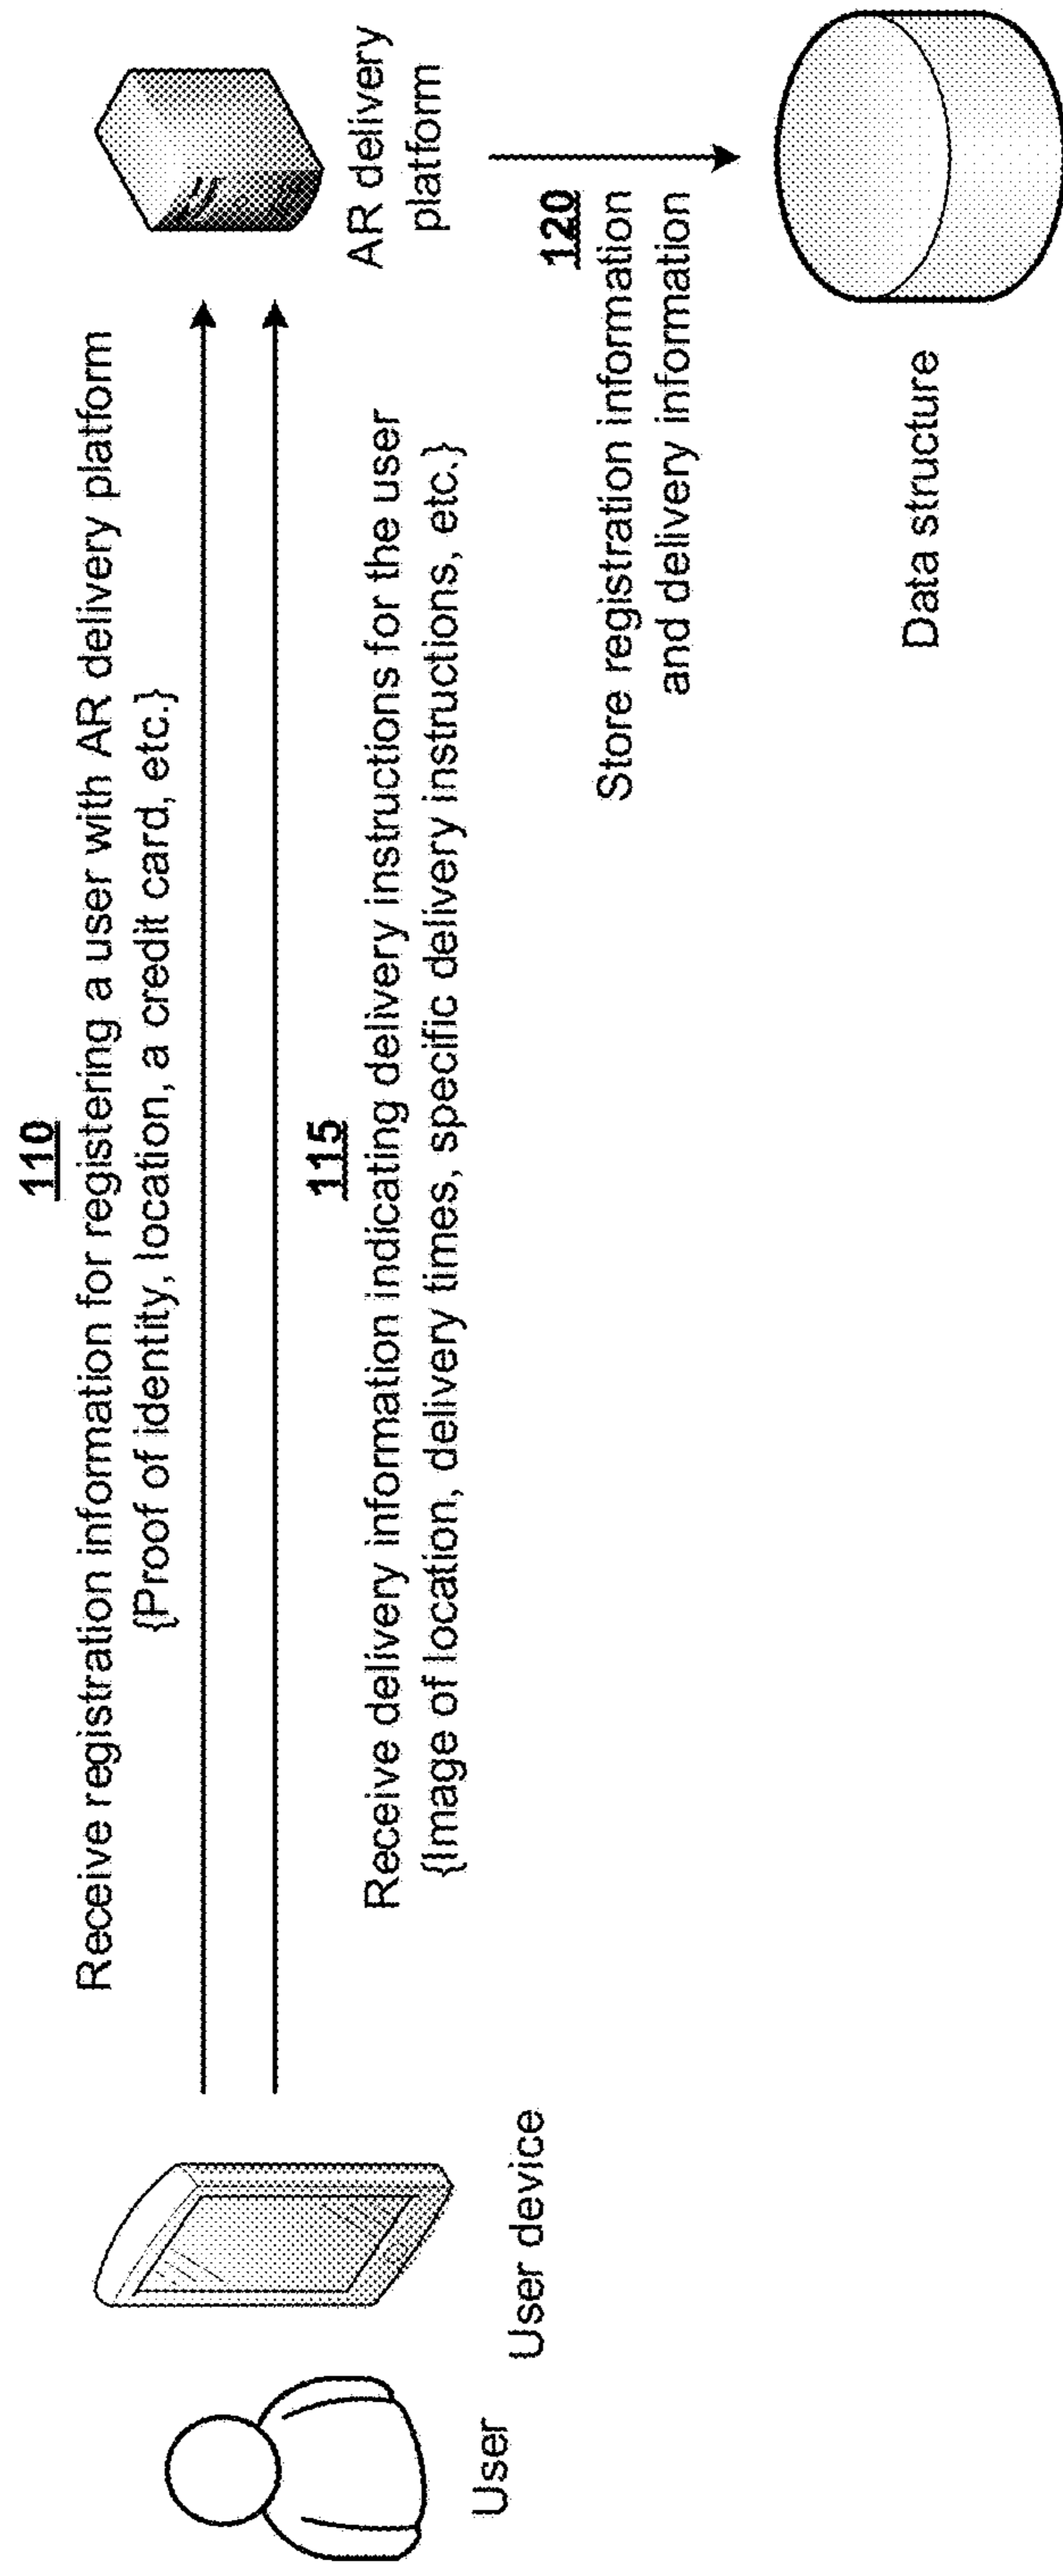 110
Receive registration information for registering a user with AR delivery platform
{Proof of identity, location, a credit card, etc.}
115
Receive delivery information indicating delivery instructions for the user
{Image of location, delivery times, specific delivery instructions, etc.}
User
User device
AR delivery
platform
120
Store registration information
and delivery information
Data structure